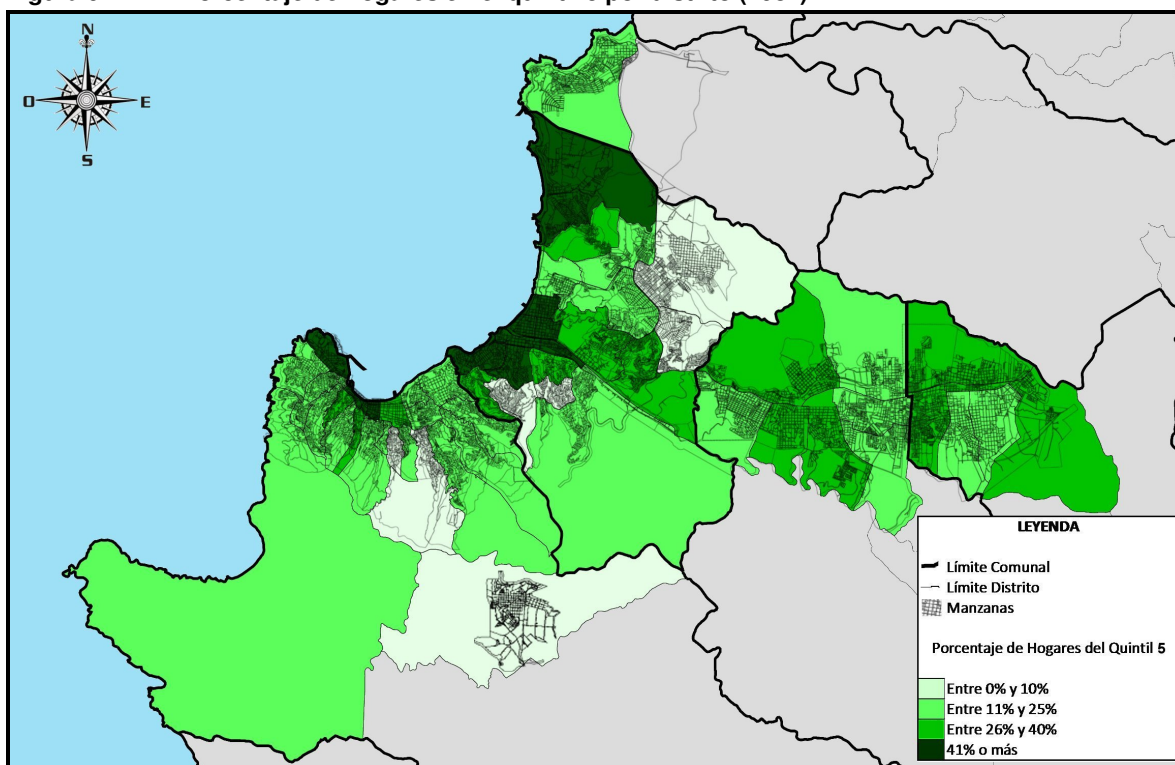 N
O
E
S
LEYENDA
Límite Comunal
Límite Distrito
Manzanas
Porcentaje de Hogares del Quintil 5
Entre 0% y 10%
Entre 11% y 25%
Entre 26% y 40%
41% o más